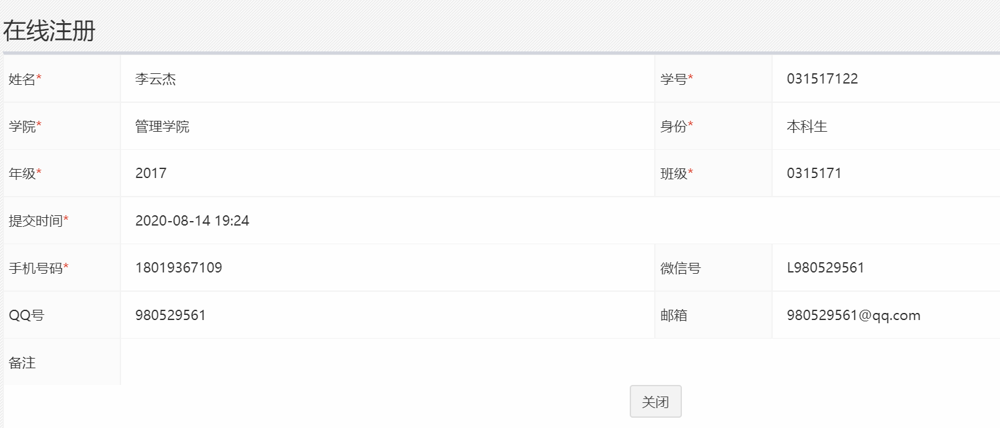 在线注册
姓名* 李云杰 学号* 031517122
学院* 管理学院 身份* 本科生
年级* 2017 班级* 0315171
提交时间* 2020-08-14 19:24
手机号码* 18019367109 微信号 L980529561
QQ号 980529561 邮箱 980529561@qq.com
备注
关闭